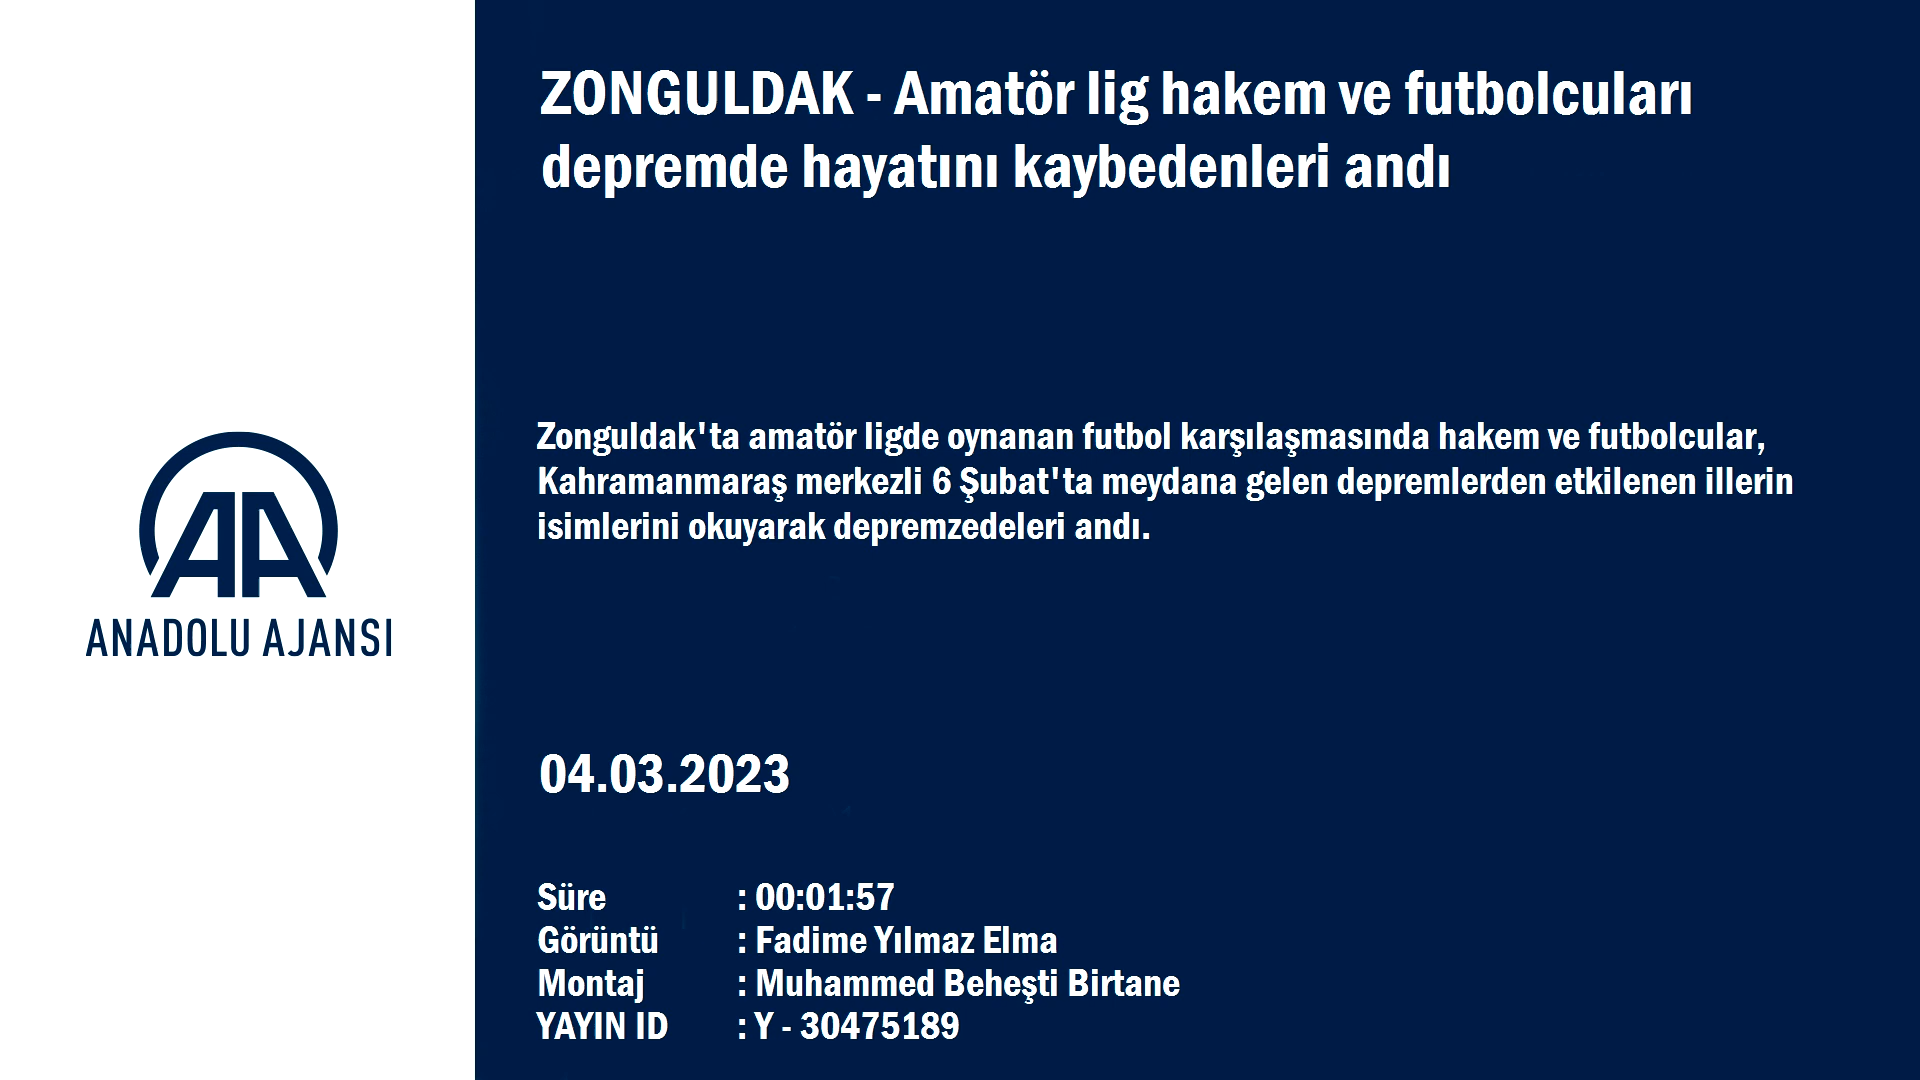 ZONGULDAK - Amatör lig hakem ve futbolcuları
depremde hayatını kaybedenleri andı
Zonguldak'ta amatör ligde oynanan futbol karşılaşmasında hakem ve futbolcular,
Kahramanmaraş merkezli 6 Şubat'ta meydana gelen depremlerden etkilenen illerin
isimlerini okuyarak depremzedeleri andı.
AA
ANADOLU AJANSI
04.03.2023
Süre : 00:01:57
Görüntü : Fadime Yılmaz Elma
Montaj : Muhammed Beheşti Birtane
YAYIN ID : Y - 30475189